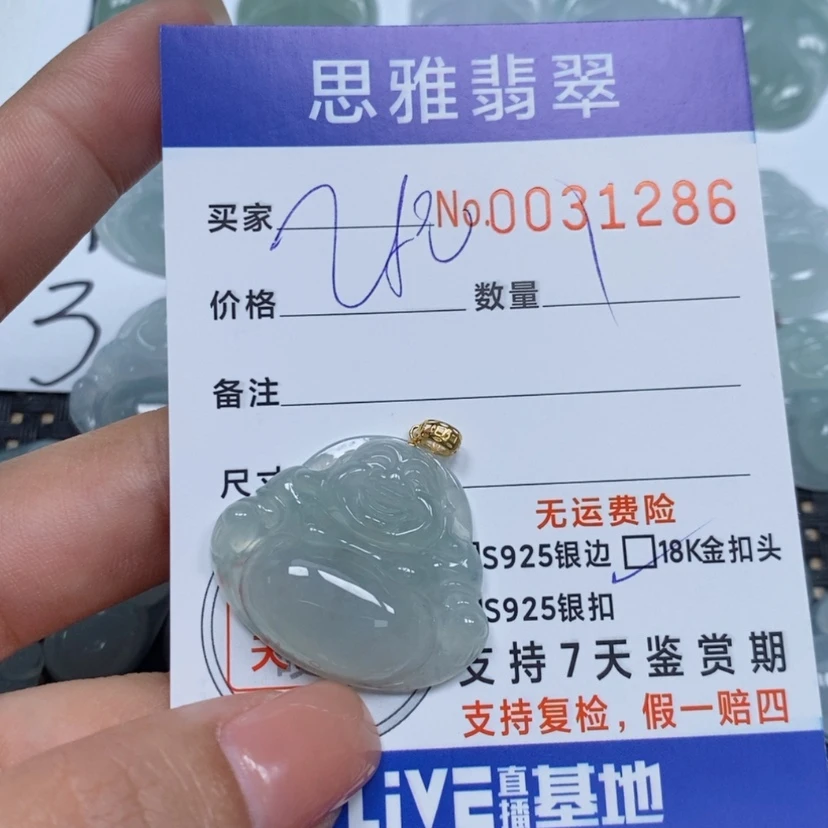 思雅翡翠
买家 No.0031286
价格 数量
3
备注
尺寸
无运费险
S925银边 18K金扣头
S925银扣
支持7天鉴赏期
支持复检，假一赔四
LiVE直播基地